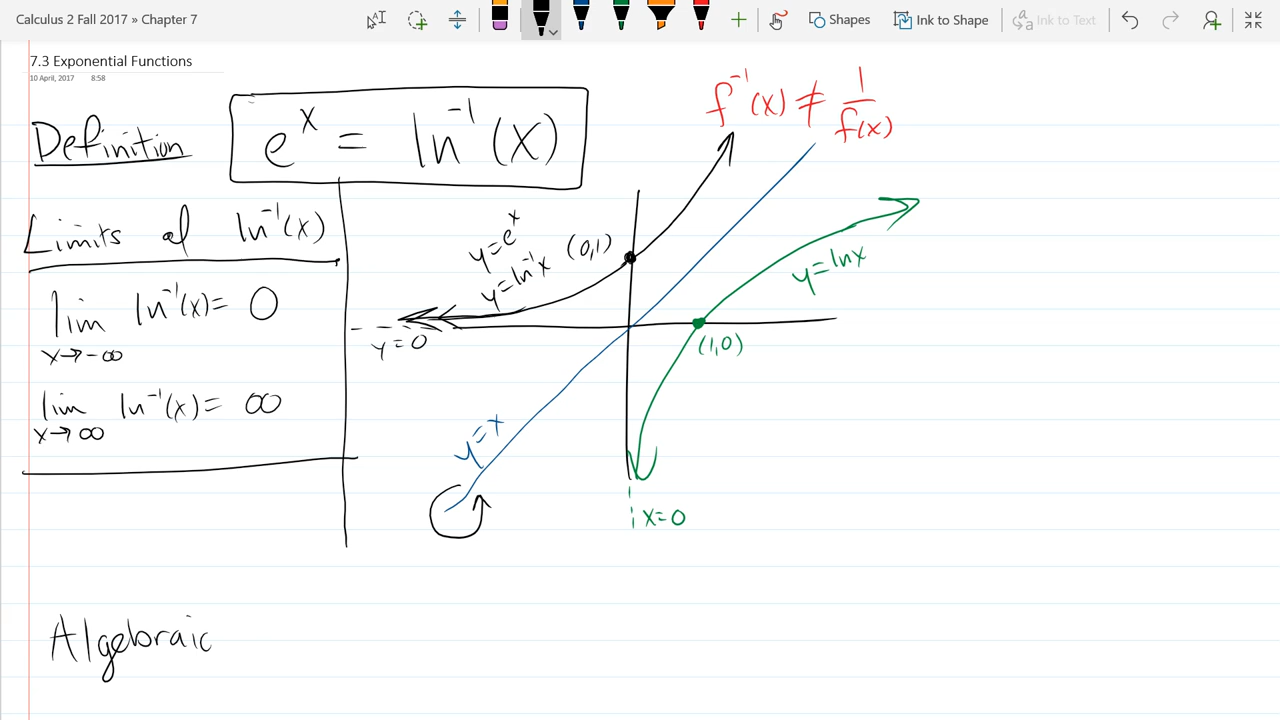 Calculus 2 Fall 2017 » Chapter 7
Shapes
Ink to Shape
Ink to Text
7.3 Exponential Functions
10 April, 2017 8:58
Definition
e^x = ln^-1(x)
f^-1(x) ≠ 1/f(x)
Limits of ln^-1(x)
lim x→-∞ ln^-1(x) = 0
lim x→∞ ln^-1(x) = ∞
y=e^x
y=ln^-1 x
(0,1)
y=0
y=lnx
(1,0)
y=x
x=0
Algebraic